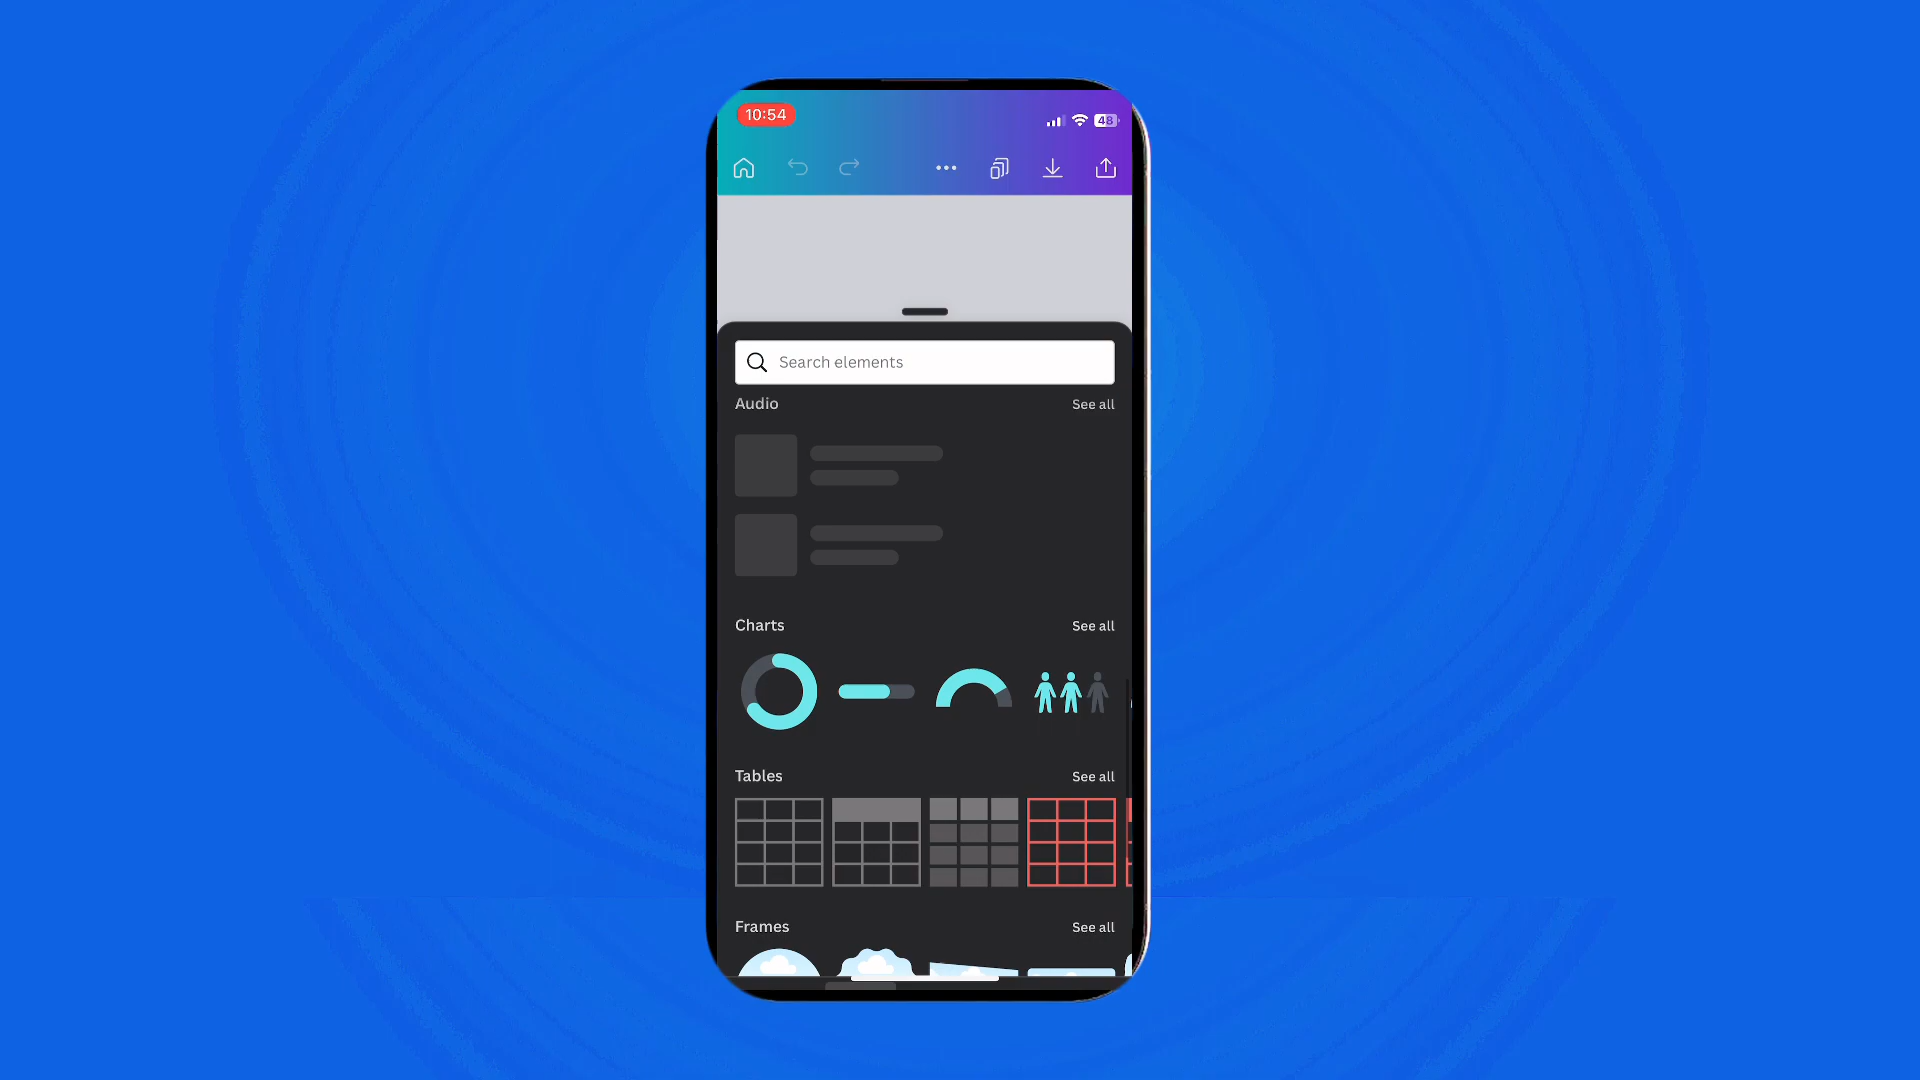 10:54
48
Search elements
Audio See all
Charts See all
Tables See all
Frames See all